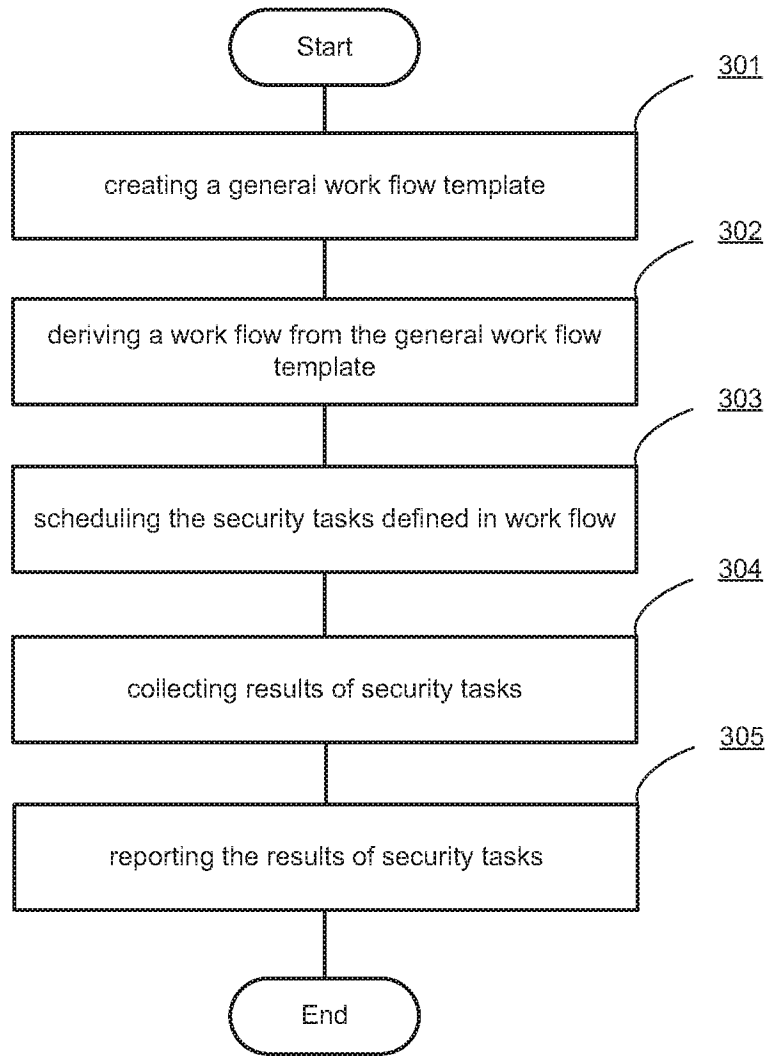 Start
301
creating a general work flow template
302
deriving a work flow from the general work flow
template
303
scheduling the security tasks defined in work flow
304
collecting results of security tasks
305
reporting the results of security tasks
End